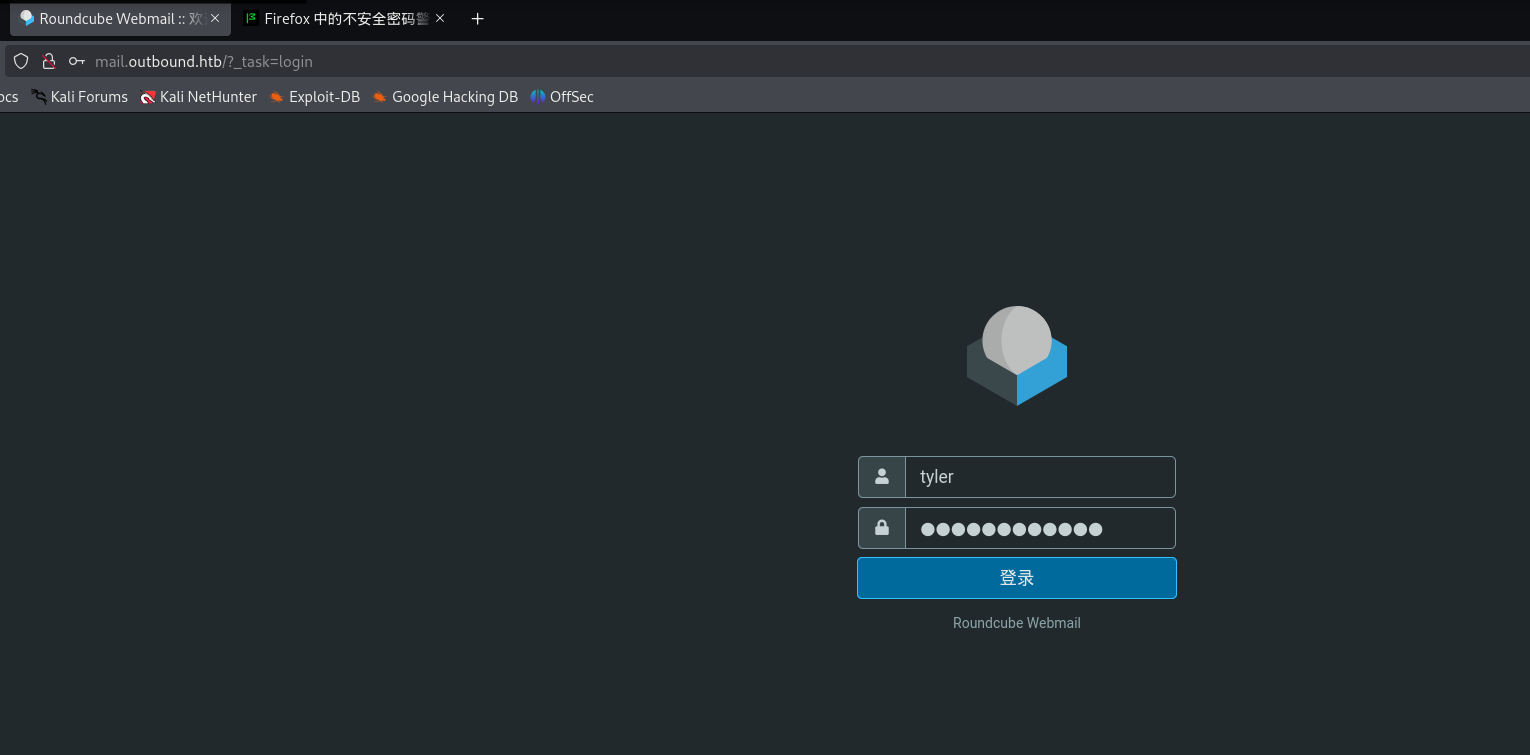 Roundcube Webmail :: 欢
Firefox 中的不安全密码警
mail.outbound.htb/?_task=login
ocs Kali Forums Kali NetHunter Exploit-DB Google Hacking DB OffSec
tyler
登录
Roundcube Webmail